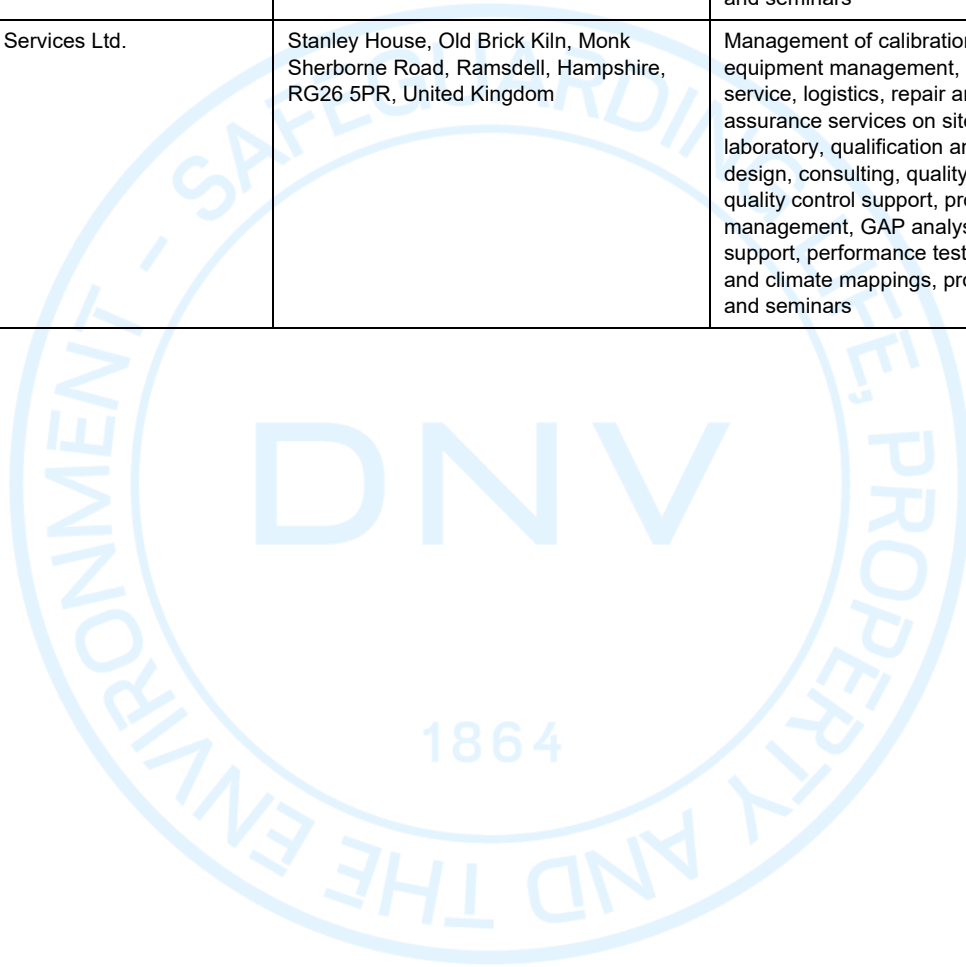 and seminars
Services Ltd.
Stanley House, Old Brick Kiln, Monk
Sherborne Road, Ramsdell, Hampshire,
RG26 5PR, United Kingdom
Management of calibration
equipment management,
service, logistics, repair
assurance services on site
laboratory, qualification
design, consulting, quality
quality control support,
management, GAP
support, performance test
and climate mappings,
and seminars
SAFEGUARDING LIFE, PROPERTY AND THE ENVIRONMENT –
DNV
1864